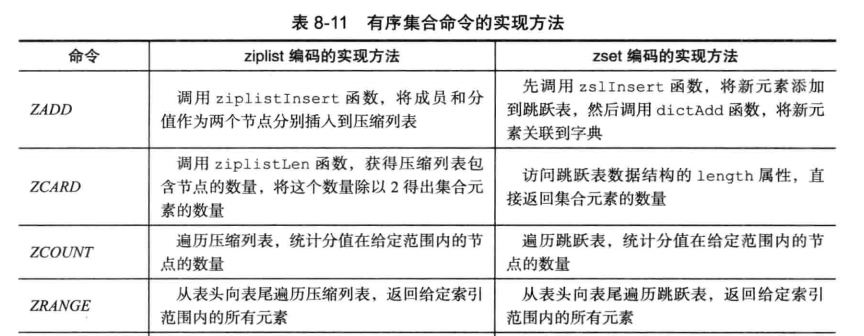 表 8-11 有序集合命令的实现方法
命令 ziplist 编码的实现方法 zset 编码的实现方法
ZADD
调用 ziplistInsert 函数，将成员和分
值作为两个节点分别插入到压缩列表
先调用 zslInsert 函数，将新元素添加
到跳跃表，然后调用 dictAdd 函数，将新元
素关联到字典
ZCARD
调用 ziplistLen 函数，获得压缩列表包
含节点的数量，将这个数量除以 2 得出集合元
素的数量
访问跳跃表数据结构的 length 属性，直
接返回集合元素的数量
ZCOUNT
遍历压缩列表，统计分值在给定范围内的节
点的数量
遍历跳跃表，统计分值在给定范围内的节
点的数量
ZRANGE
从表头向表尾遍历压缩列表，返回给定索引
范围内的所有元素
从表头向表尾遍历跳跃表，返回给定索引
范围内的所有元素